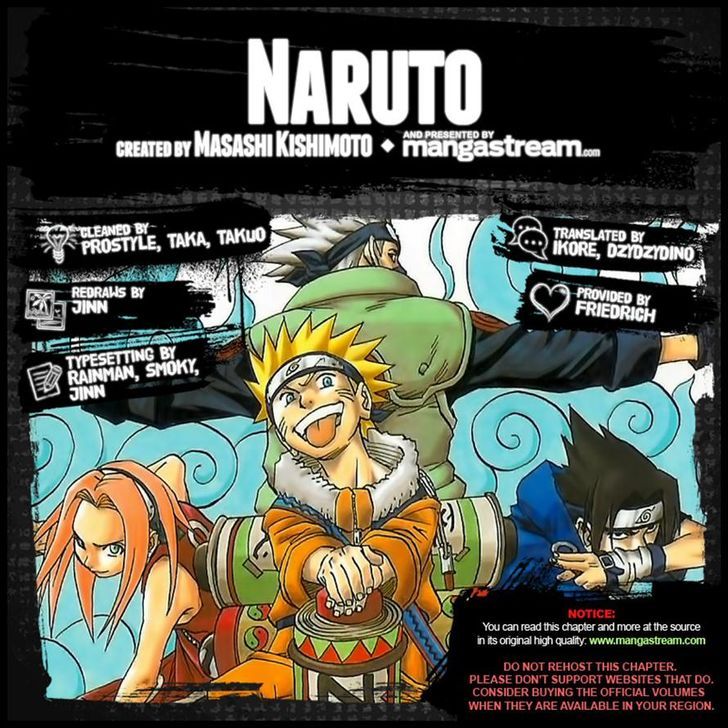 NARUTO
CREATED BY MASASHI KISHIMOTO ◆ AND PRESENTED BY mangastream.com
CLEANED BY
PROSTYLE, TAKA, TAKUO
REDRAWS BY
JINN
TYPESETTING BY
RAINMAN, SMOKY,
JINN
TRANSLATED BY
IKORE, DZYDZYDINO
PROVIDED BY
FRIEDRICH
NOTICE:
You can read this chapter and more at the source
in its original high quality: www.mangastream.com
DO NOT REHOST THIS CHAPTER.
PLEASE DON'T SUPPORT WEBSITES THAT DO.
CONSIDER BUYING THE OFFICIAL VOLUMES
WHEN THEY ARE AVAILABLE IN YOUR REGION.
N